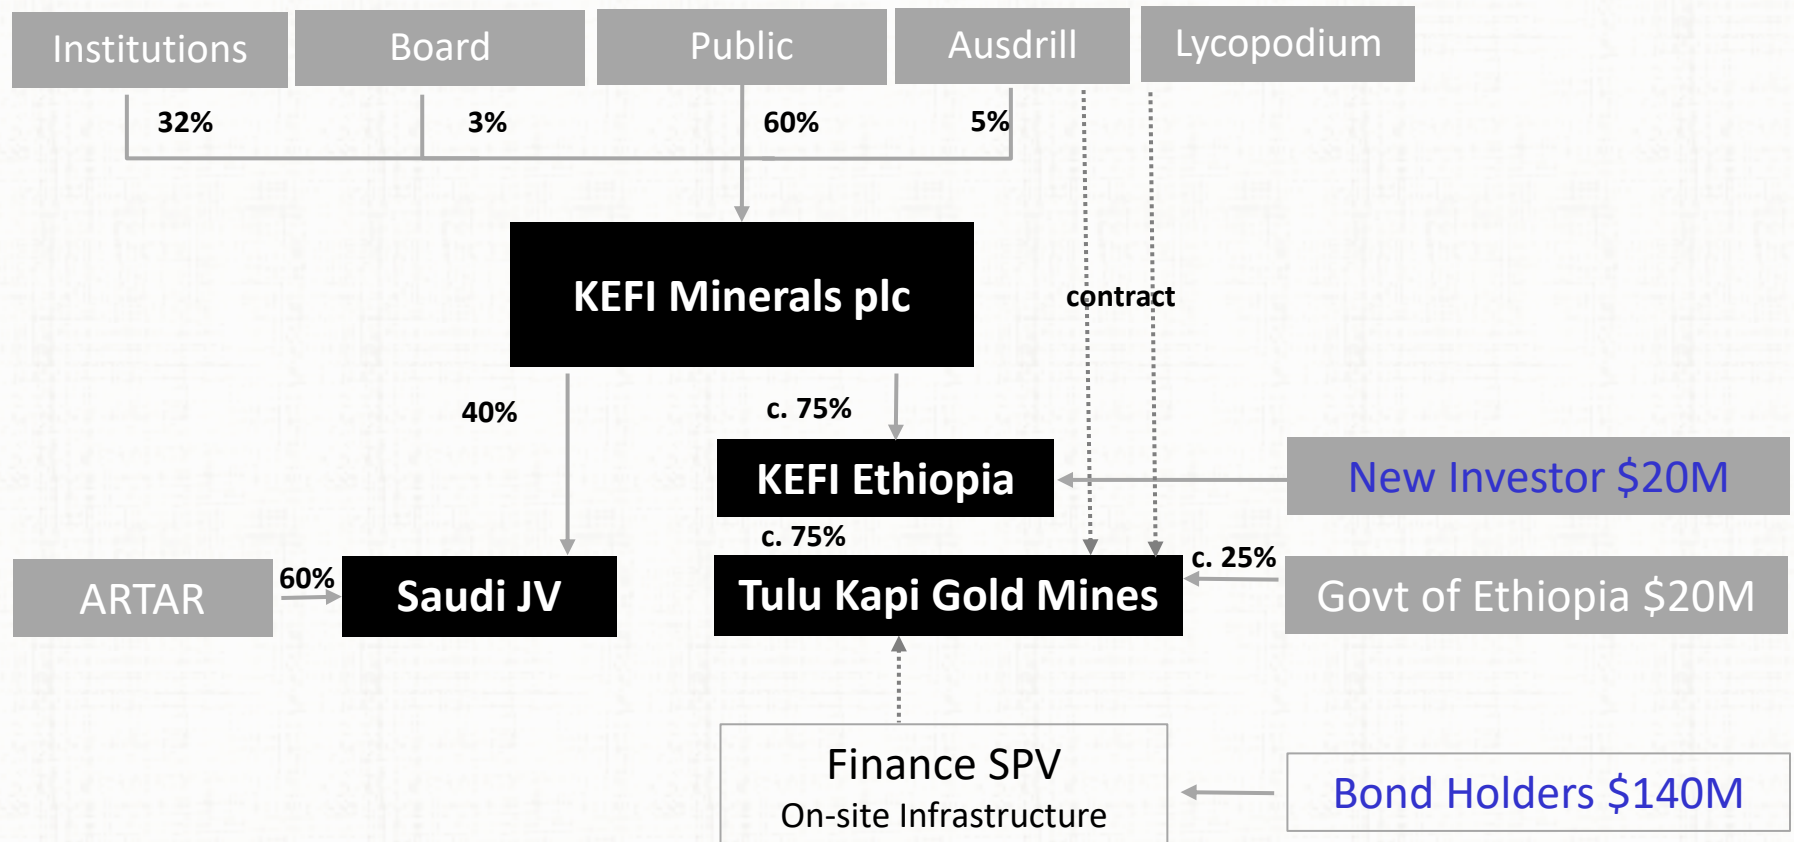 Institutions
Board
Public
Ausdrill
Lycopodium
32%
3%
60%
5%
KEFI Minerals plc
contract
40%
c. 75%
KEFI Ethiopia
New Investor $20M
c. 75%
c. 25%
ARTAR
60%
Saudi JV
Tulu Kapi Gold Mines
Govt of Ethiopia $20M
Finance SPV
On-site Infrastructure
Bond Holders $140M